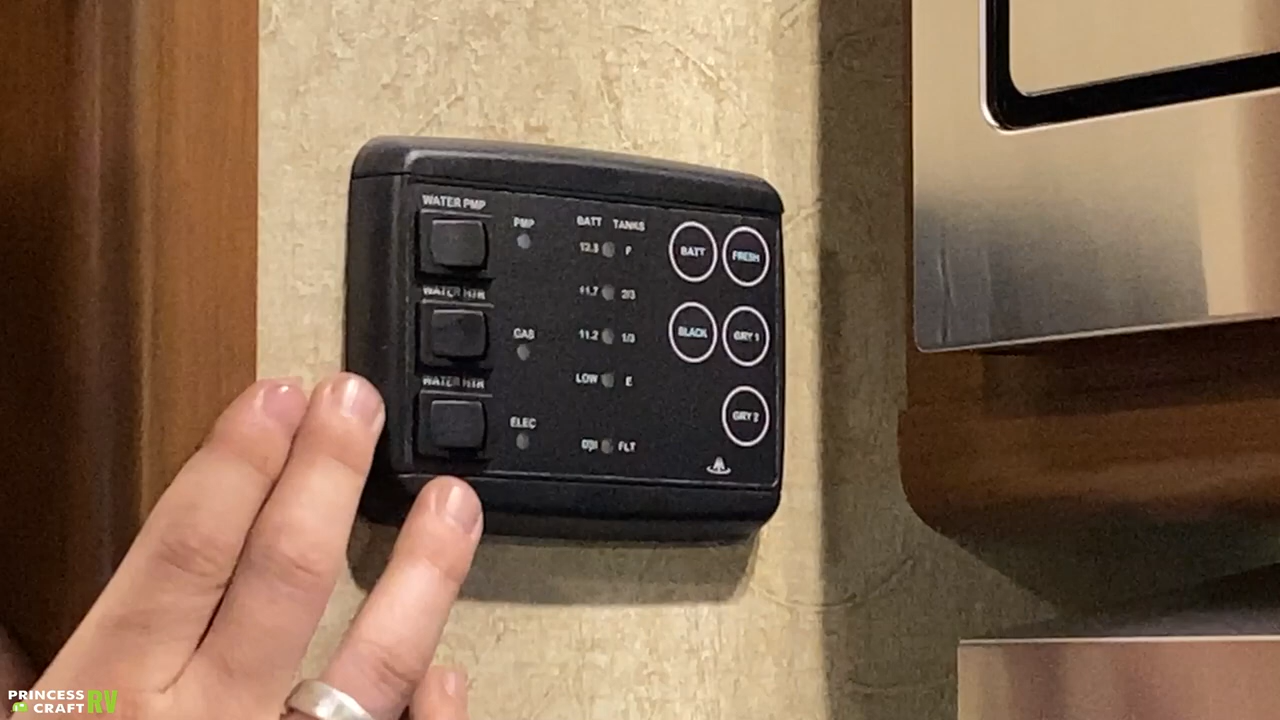 WATER PMP
PMP
BATT TANKS
12.3 F
BATT
FRESH
WATER HTR
11.7 2/3
GAS
11.2 1/3
BLACK
GRY 1
WATER HTR
LOW E
ELEC
GRY 2
FLT
PRINCESS
CRAFT RV